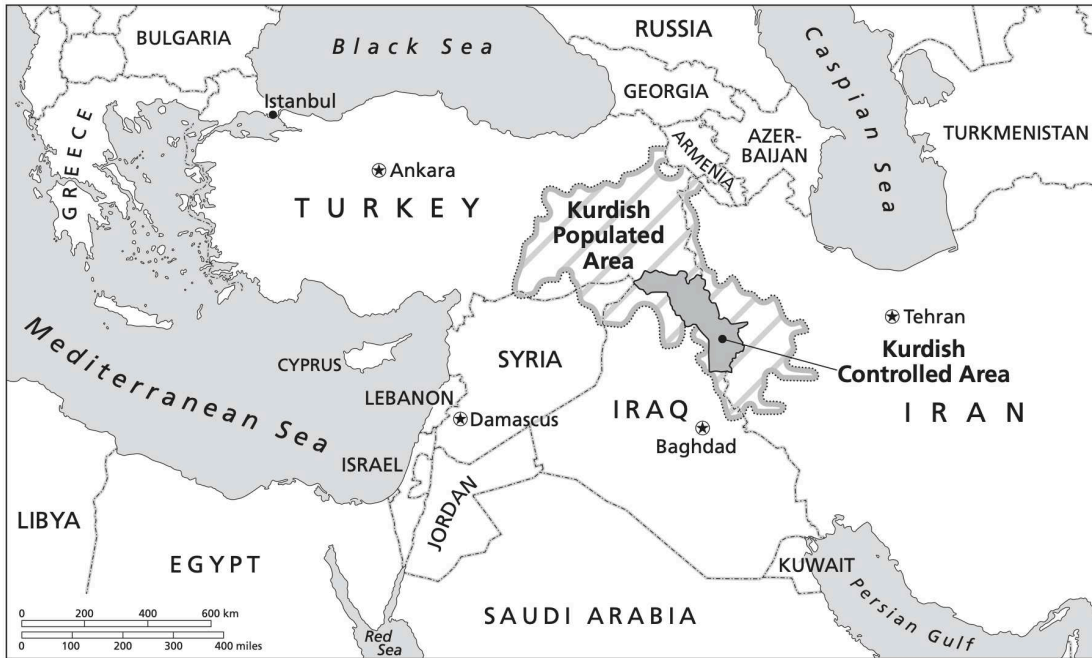 BULGARIA
Black Sea
RUSSIA
Caspian Sea
Istanbul
GEORGIA
GREECE
ARMENIA
AZER-
BAIJAN
TURKMENISTAN
Ankara
TURKEY
Kurdish
Populated
Area
Tehran
Kurdish
Controlled Area
Mediterranean Sea
CYPRUS
SYRIA
LEBANON
Damascus
IRAQ
IRAN
Baghdad
ISRAEL
JORDAN
LIBYA
EGYPT
KUWAIT
Persian Gulf
SAUDI ARABIA
Red
Sea
0 200 400 600 km
0 100 200 300 400 miles